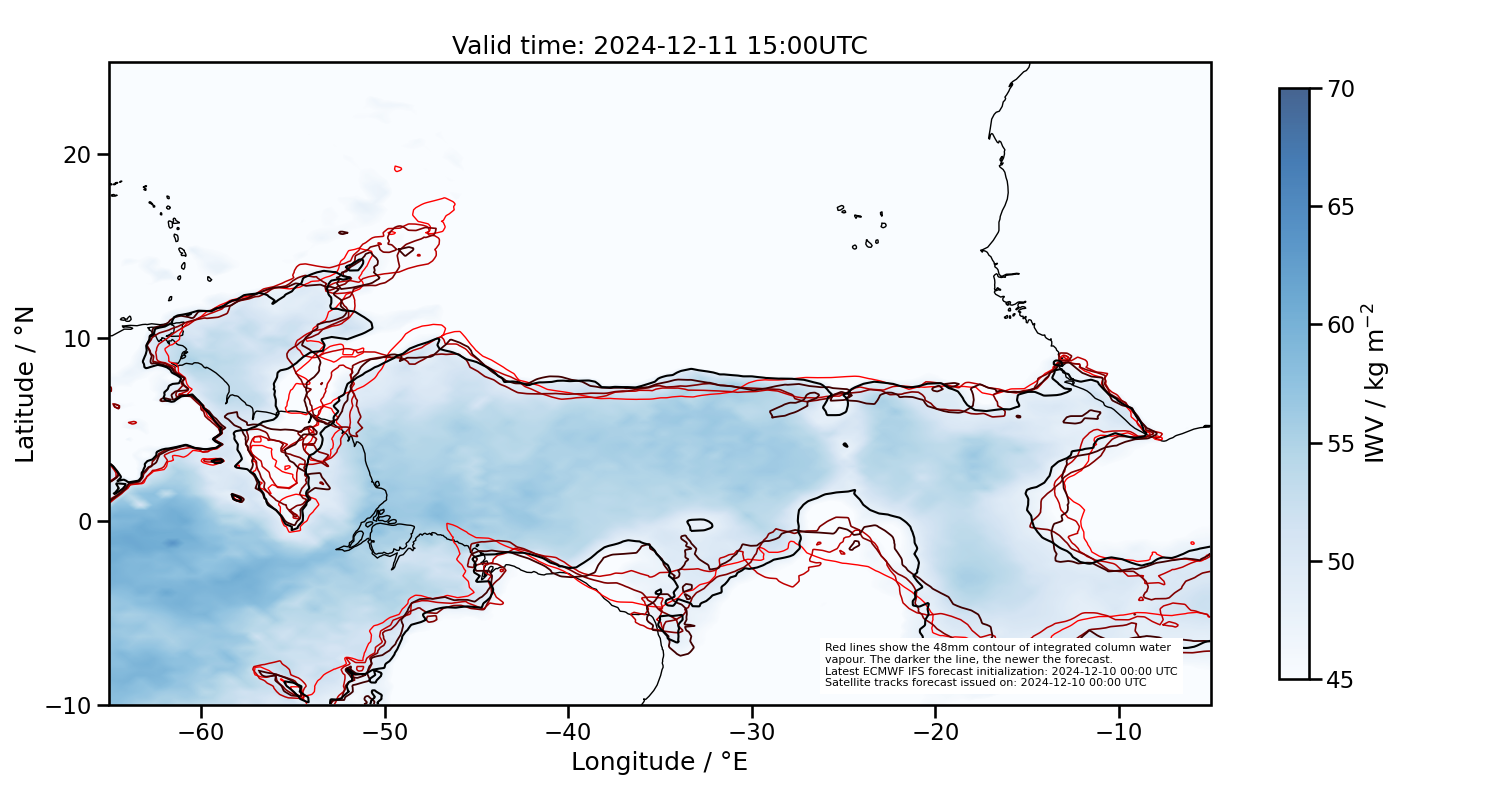 Valid time: 2024-12-11 15:00UTC
Latitude / °N
20
10
0
−10
−60
−50
−40
−30
−20
−10
Longitude / °E
Red lines show the 48mm contour of integrated column water
vapour. The darker the line, the newer the forecast.
Latest ECMWF IFS forecast initialization: 2024-12-10 00:00 UTC
Satellite tracks forecast issued on: 2024-12-10 00:00 UTC
70
65
60
55
50
45
IWV / kg m⁻²